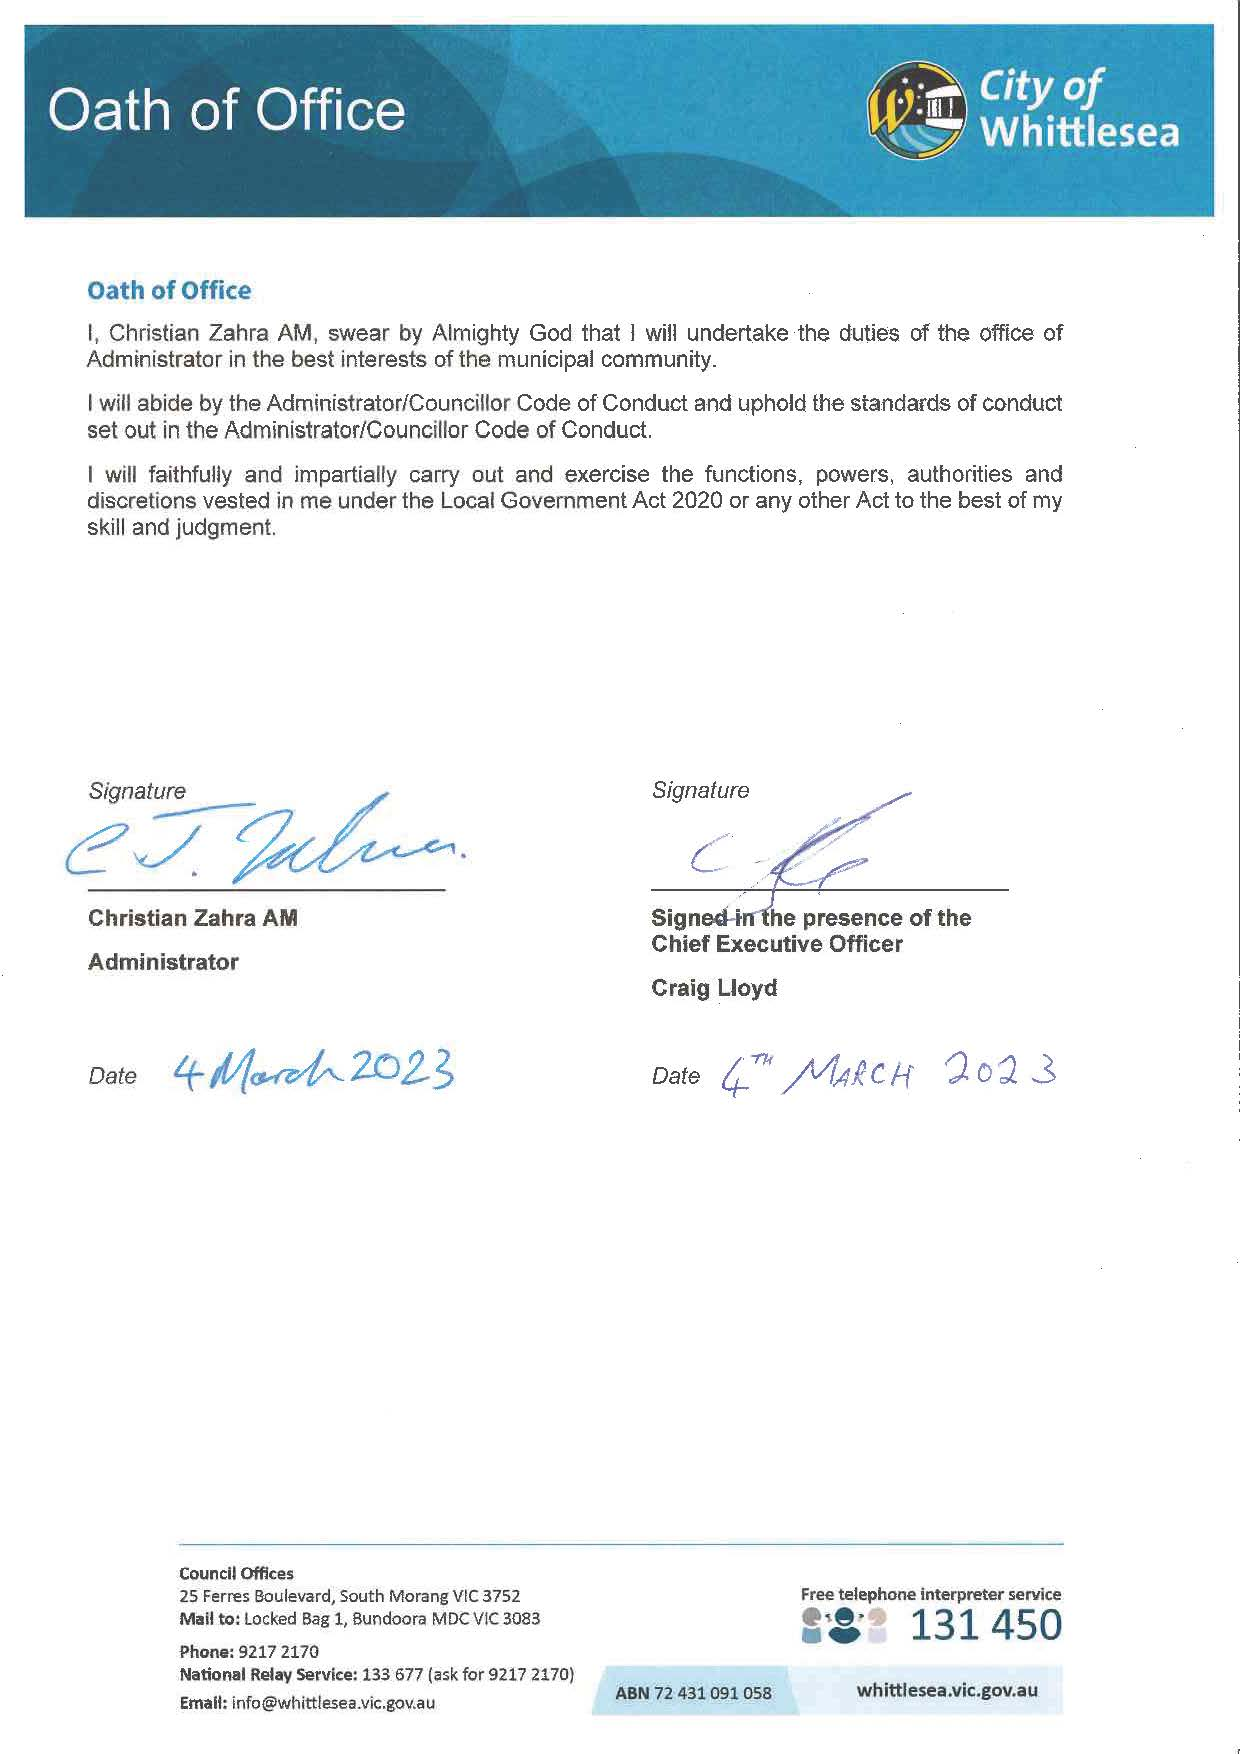 Oath of Office
City of
Whittlesea
Oath of Office
I, Christian Zahra AM, swear by Almighty God that I will undertake the duties of the office of
Administrator in the best interests of the municipal community.
I will abide by the Administrator/Councillor Code of Conduct and uphold the standards of conduct
set out in the Administrator/Councillor Code of Conduct.
I will faithfully and impartially carry out and exercise the functions, powers, authorities and
discretions vested in me under the Local Government Act 2020 or any other Act to the best of my
skill and judgment.
Signature
C J. Zahra.
Christian Zahra AM
Administrator
Date 4 March 2023
Signature
Signed in the presence of the
Chief Executive Officer
Craig Lloyd
Date 4TH MARCH 2023
Council Offices
25 Ferres Boulevard, South Morang VIC 3752
Mail to: Locked Bag 1, Bundoora MDC VIC 3083
Phone: 9217 2170
National Relay Service: 133 677 (ask for 9217 2170)
Email: info@whittlesea.vic.gov.au
Free telephone interpreter service
131 450
ABN 72 431 091 058
whittlesea.vic.gov.au